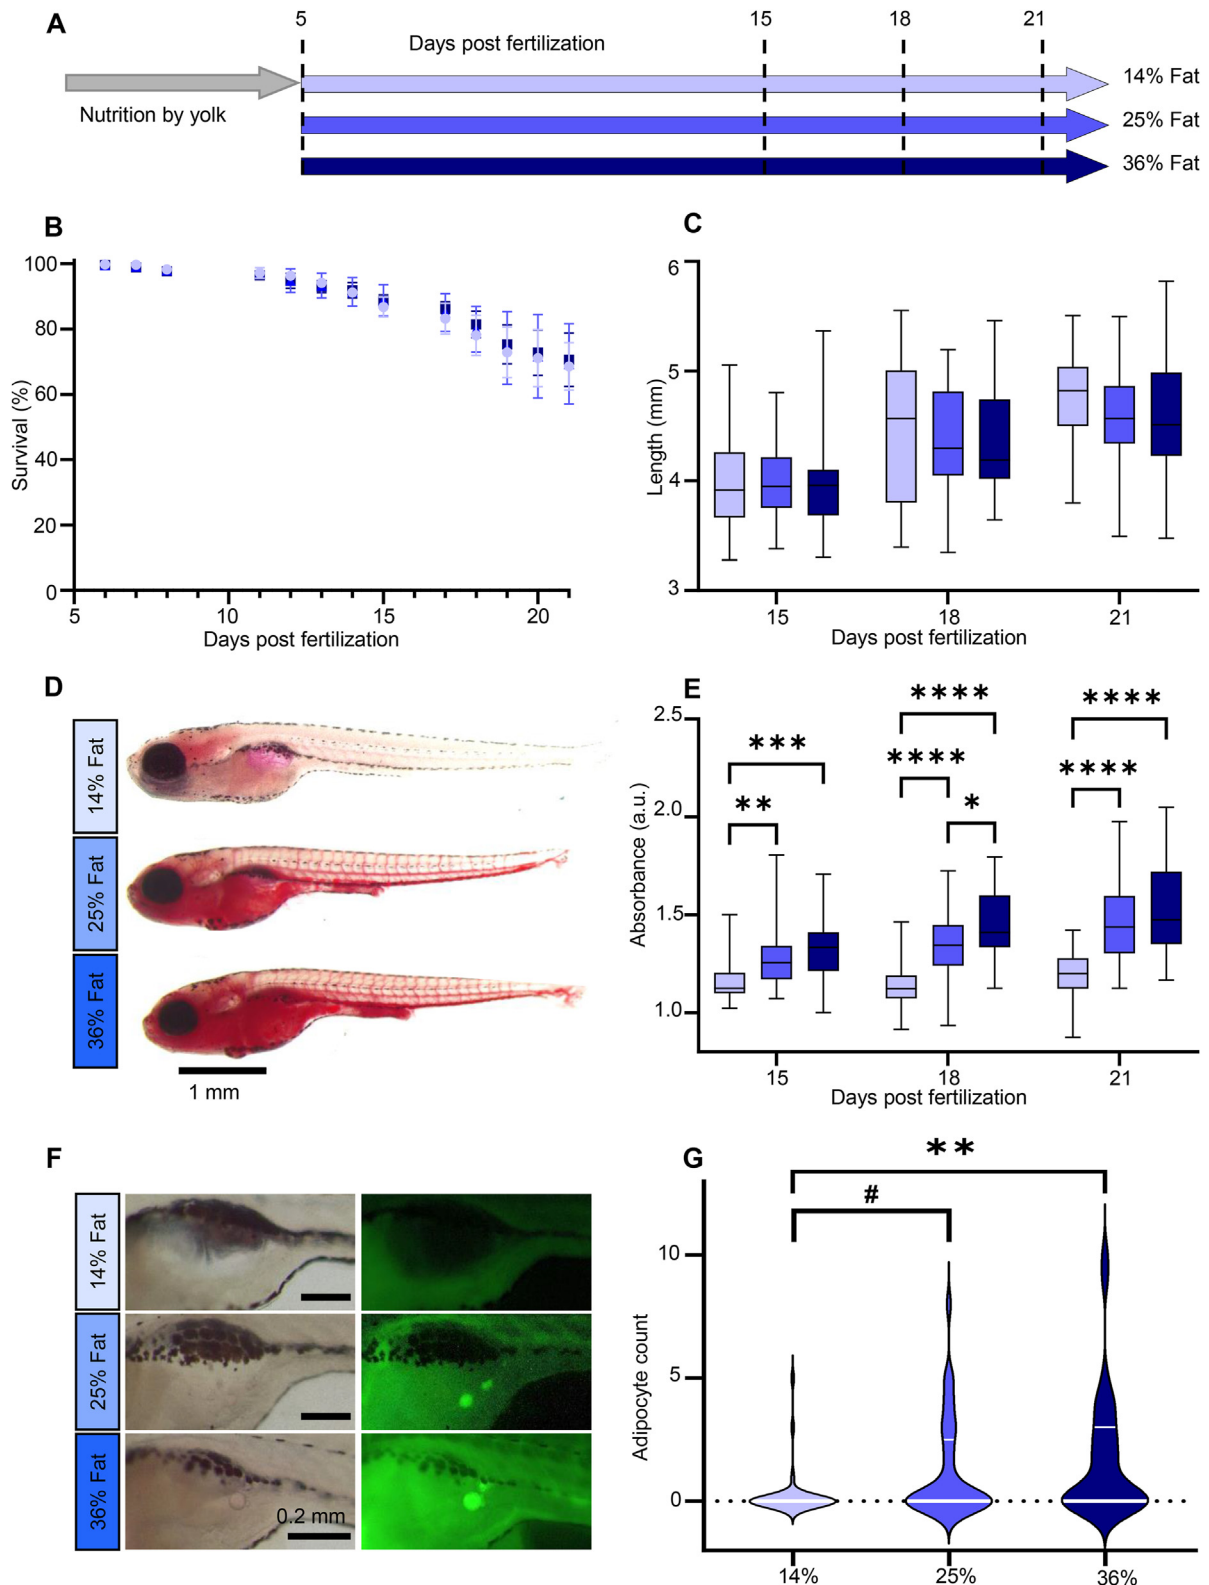 A
5
15
18
21
Days post fertilization
14% Fat
Nutrition by yolk
25% Fat
36% Fat
B
100
80
60
40
20
0
Survival (%)
5
10
15
20
Days post fertilization
C
6
5
4
3
Length (mm)
15
18
21
Days post fertilization
D
14% Fat
25% Fat
36% Fat
1 mm
E
2.5
2.0
1.5
1.0
Absorbance (a.u.)
***
**
****
****
*
****
****
15
18
21
Days post fertilization
F
14% Fat
25% Fat
36% Fat
0.2 mm
G
**
#
10
5
0
Adipocyte count
14%
25%
36%